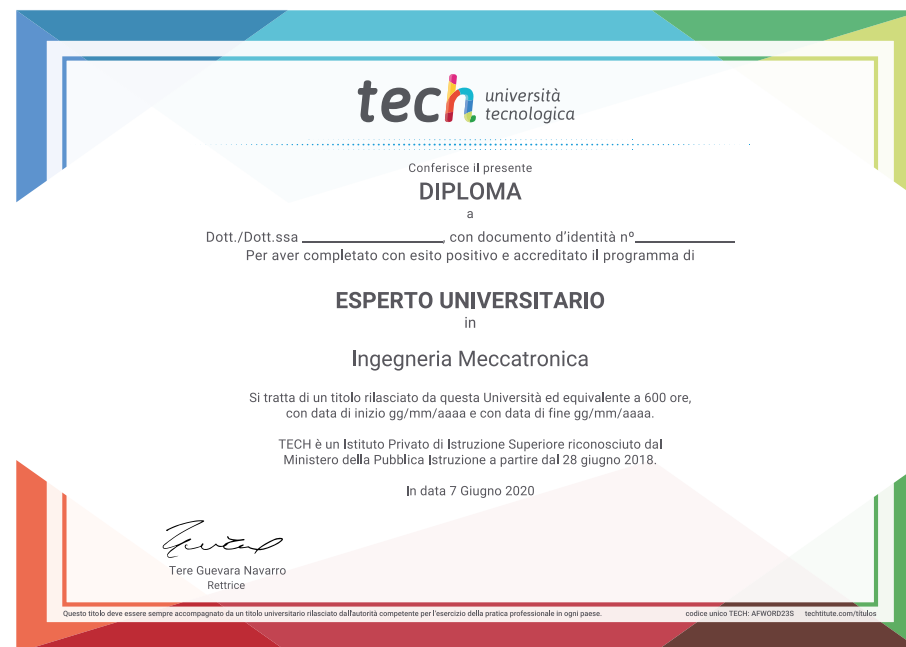 tech università
tecnologica
Conferisce il presente
DIPLOMA
a
Dott./Dott.ssa ____________________, con documento d'identità nº______________
Per aver completato con esito positivo e accreditato il programma di
ESPERTO UNIVERSITARIO
in
Ingegneria Meccatronica
Si tratta di un titolo rilasciato da questa Università ed equivalente a 600 ore,
con data di inizio gg/mm/aaaa e con data di fine gg/mm/aaaa.
TECH è un Istituto Privato di Istruzione Superiore riconosciuto dal
Ministero della Pubblica Istruzione a partire dal 28 giugno 2018.
In data 7 Giugno 2020
Tere Guevara Navarro
Rettrice
Questo titolo deve essere sempre accompagnato da un titolo universitario rilasciato dall'autorità competente per l'esercizio della pratica professionale in ogni paese. codice unico TECH: AFWORD23S techtitute.com/titulos